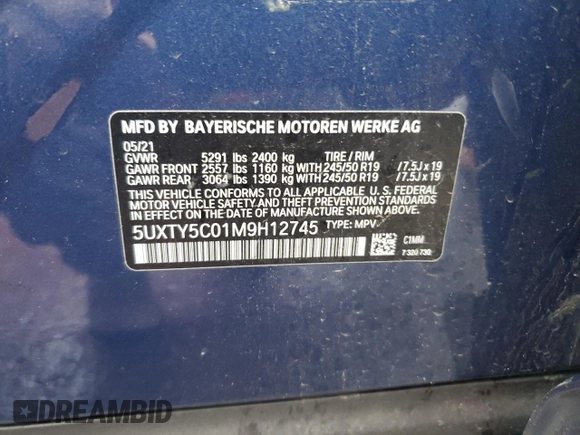 MFD BY BAYERISCHE MOTOREN WERKE AG
05/21
GVWR 5291 lbs 2400 kg TIRE / RIM
GAWR FRONT 2557 lbs 1160 kg WITH 245/50 R19 /7.5J x 19
GAWR REAR 3064 lbs 1390 kg WITH 245/50 R19 /7.5J x 19
THIS VEHICLE CONFORMS TO ALL APPLICABLE U. S. FEDERAL
MOTOR VEHICLE SAFETY AND THEFT PREVENTION STANDARDS
IN EFFECT ON THE DATE OF MANUFACTURE SHOWN ABOVE.
5UXTY5C01M9H12745 TYPE: MPV
C1MM
7 320 730
DREAMBID